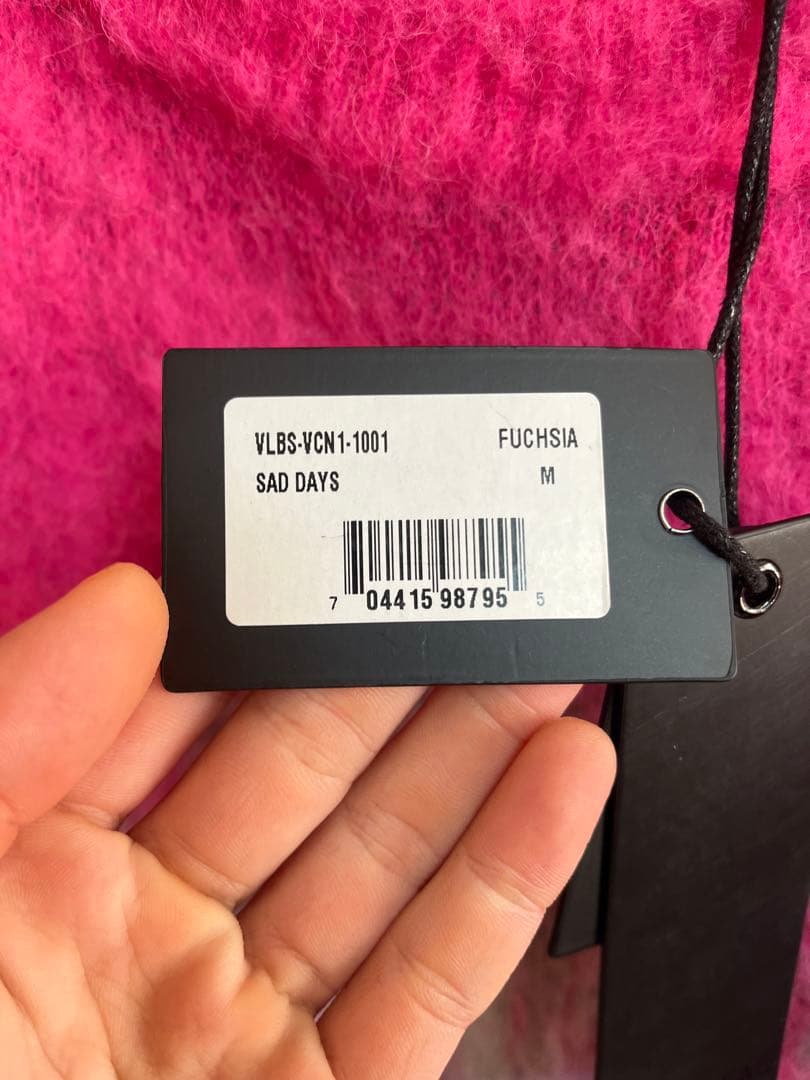 VLBS-VCN1-1001 FUCHSIA
SAD DAYS M
7 04415 98795 5